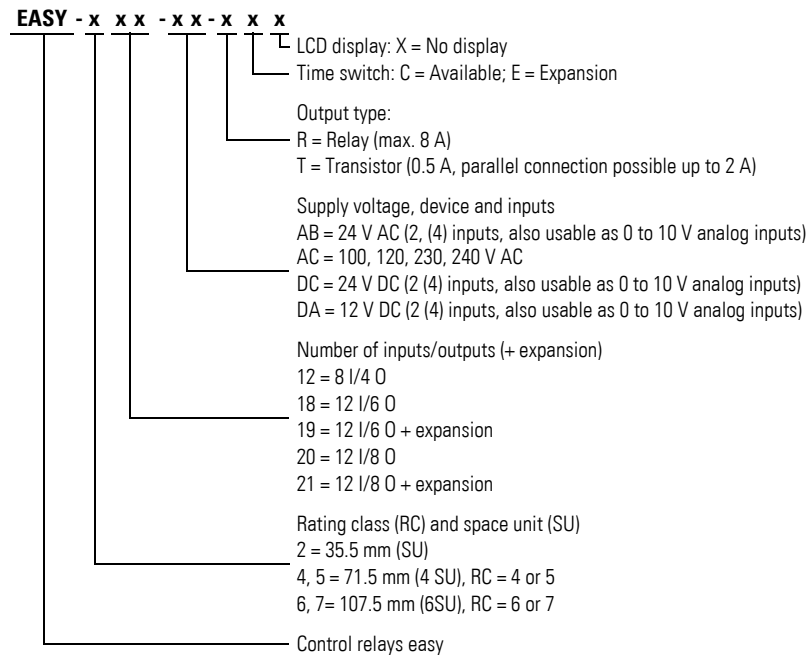 EASY - x x x - x x - x x x
LCD display: X = No display
Time switch: C = Available; E = Expansion
Output type:
R = Relay (max. 8 A)
T = Transistor (0.5 A, parallel connection possible up to 2 A)
Supply voltage, device and inputs
AB = 24 V AC (2, (4) inputs, also usable as 0 to 10 V analog inputs)
AC = 100, 120, 230, 240 V AC
DC = 24 V DC (2 (4) inputs, also usable as 0 to 10 V analog inputs)
DA = 12 V DC (2 (4) inputs, also usable as 0 to 10 V analog inputs)
Number of inputs/outputs (+ expansion)
12 = 8 I/4 O
18 = 12 I/6 O
19 = 12 I/6 O + expansion
20 = 12 I/8 O
21 = 12 I/8 O + expansion
Rating class (RC) and space unit (SU)
2 = 35.5 mm (SU)
4, 5 = 71.5 mm (4 SU), RC = 4 or 5
6, 7= 107.5 mm (6SU), RC = 6 or 7
Control relays easy